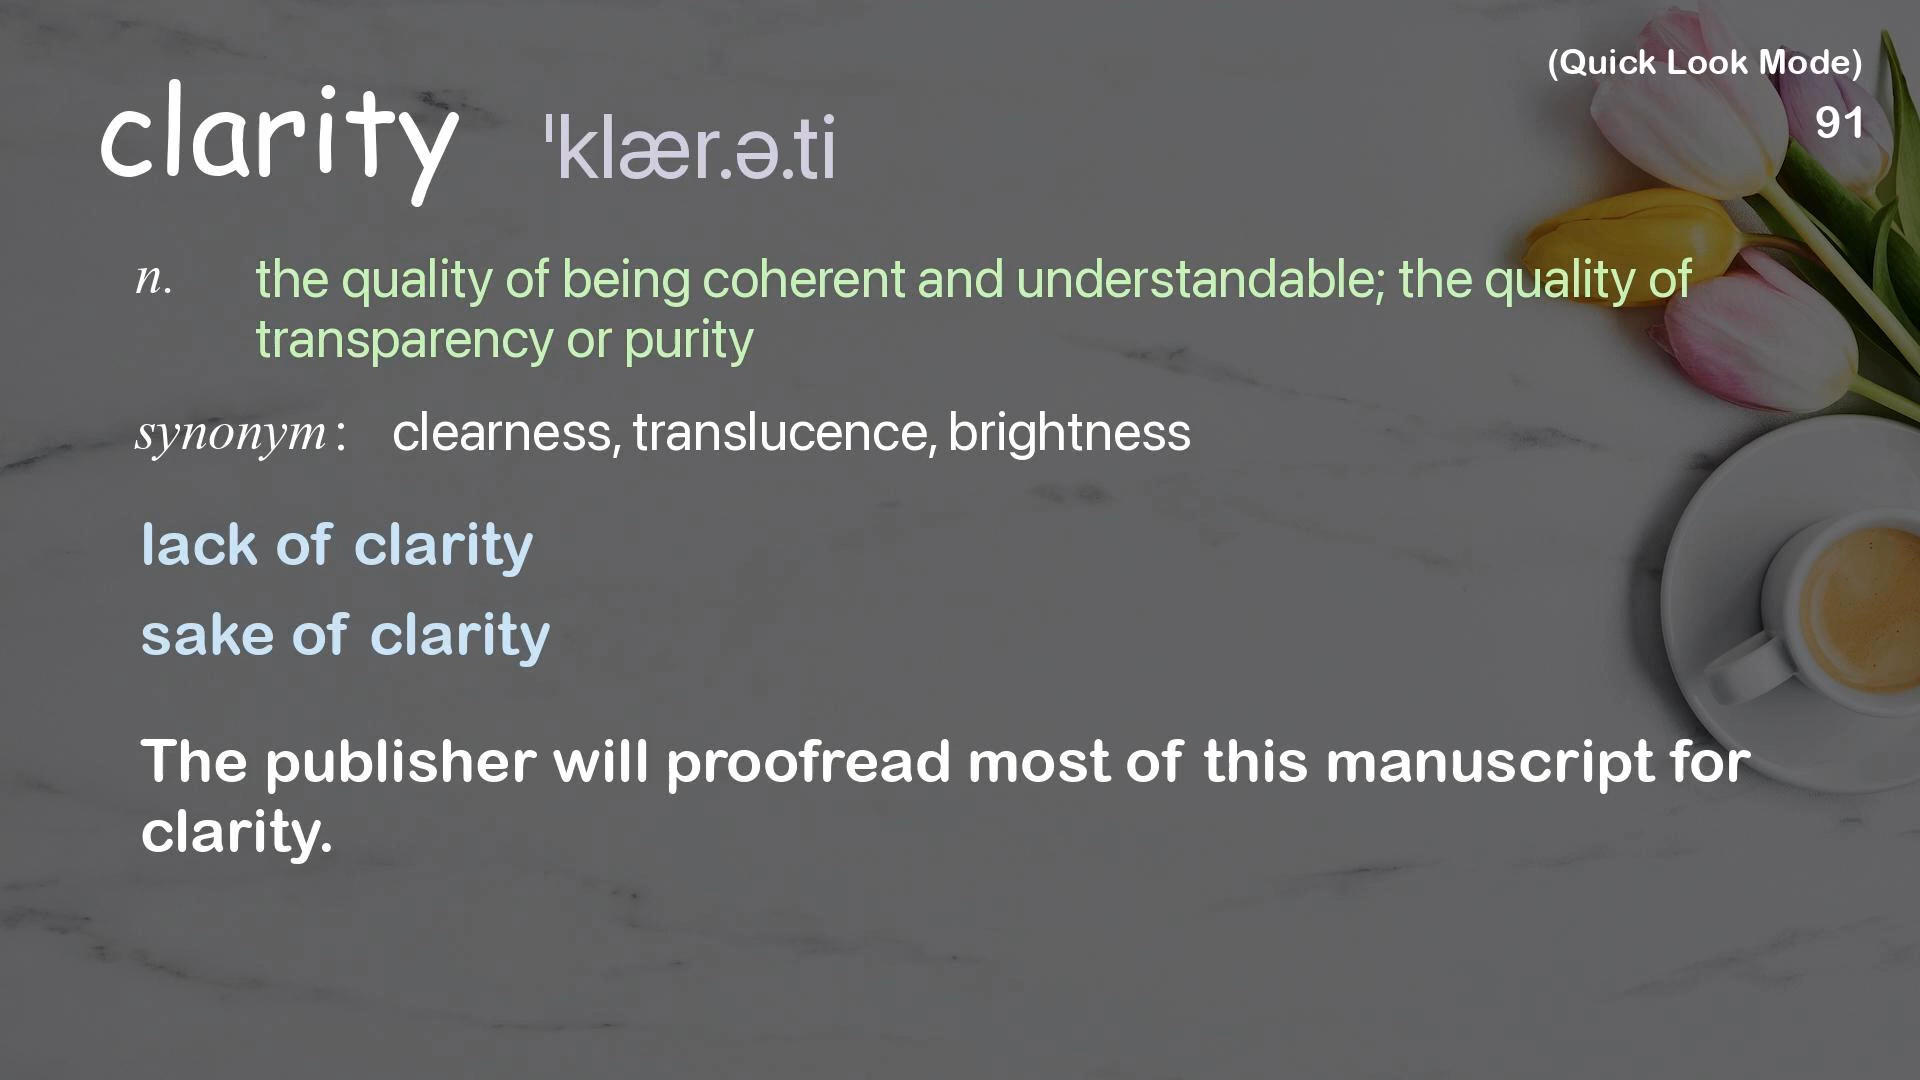 (Quick Look Mode)
91
clarity ˈklær.ə.ti
n. the quality of being coherent and understandable; the quality of
transparency or purity
synonym: clearness, translucence, brightness
lack of clarity
sake of clarity
The publisher will proofread most of this manuscript for
clarity.